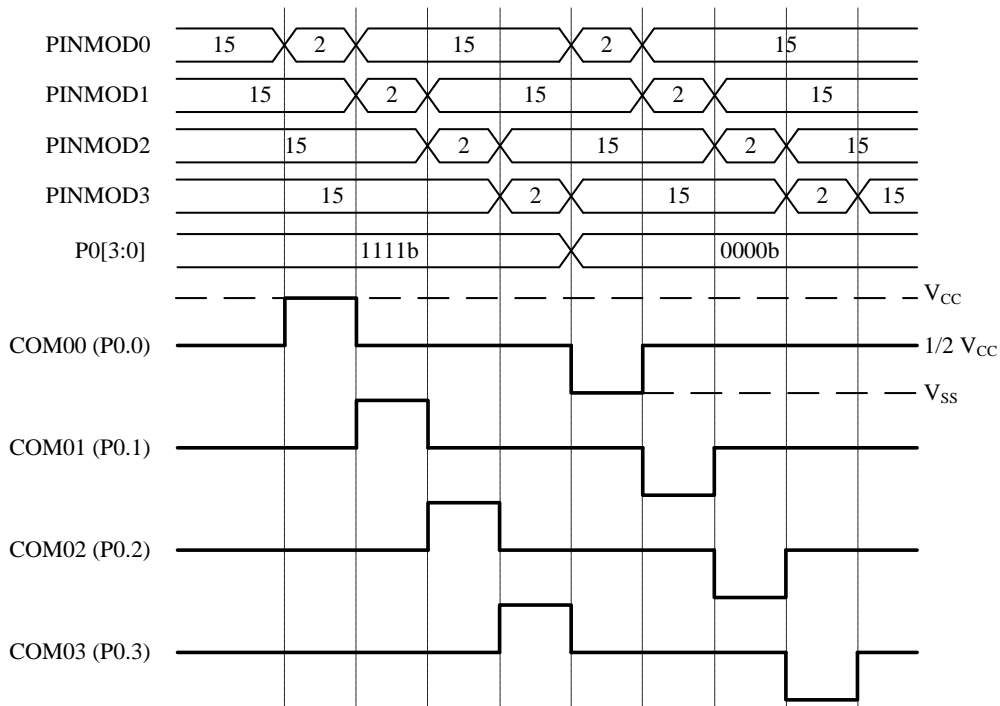 PINMOD0 15 2 15 2 15
PINMOD1 15 2 15 2 15
PINMOD2 15 2 15 2 15
PINMOD3 15 2 15 2 15
P0[3:0] 1111b 0000b
VCC
COM00 (P0.0) 1/2 VCC
VSS
COM01 (P0.1)
COM02 (P0.2)
COM03 (P0.3)